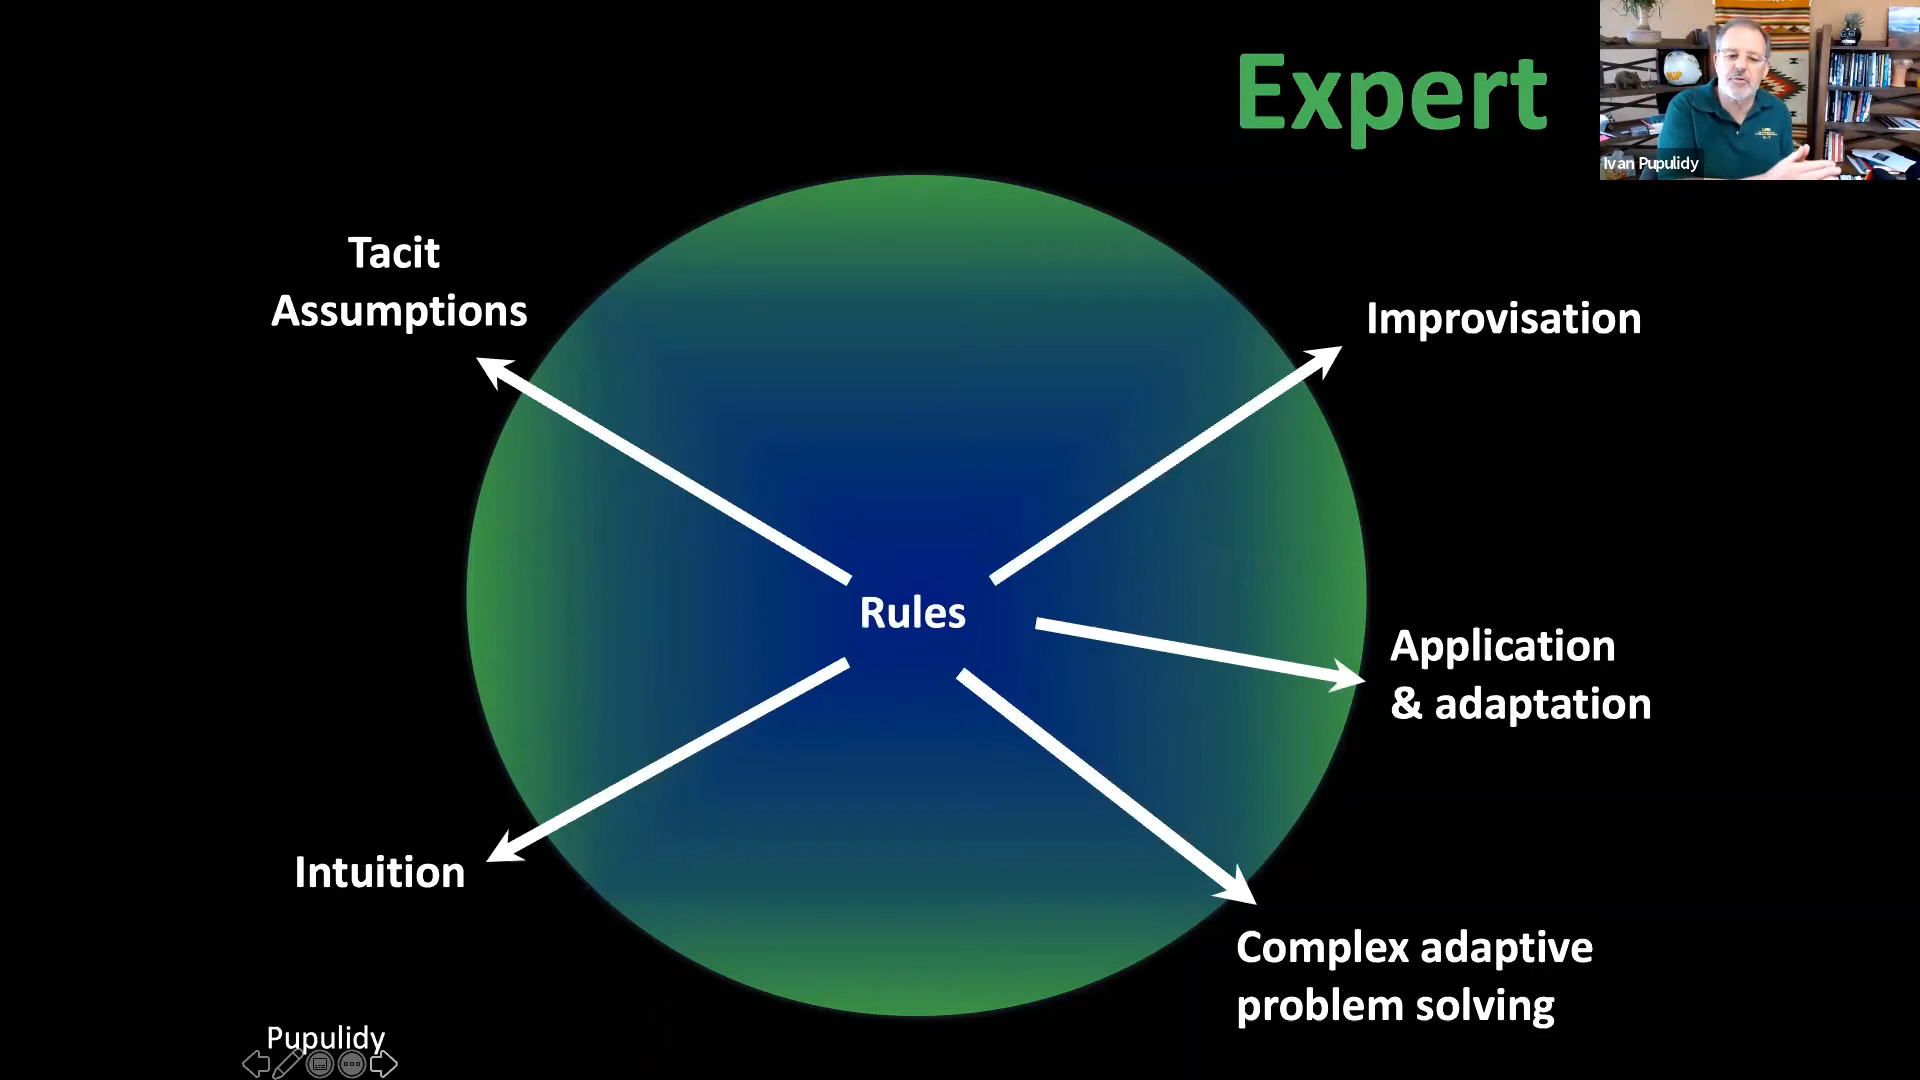 Expert
Ivan Pupulidy
Tacit
Assumptions
Improvisation
Rules
Application
& adaptation
Intuition
Complex adaptive
problem solving
Pupulidy